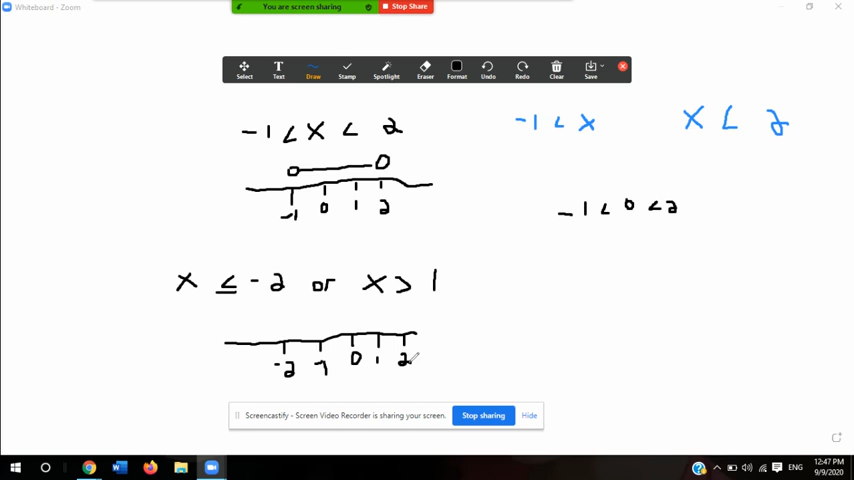 Whiteboard - Zoom
You are screen sharing
Stop Share
Select Text Draw Stamp Spotlight Eraser Format Undo Redo Clear Save
-1 < x < 2
-1 < x
x < 2
-1 0 1 2
-1 < 0 < 2
x ≤ -2 or x > 1
-2 -1 0 1 2
Screencastify - Screen Video Recorder is sharing your screen.
Stop sharing
Hide
ENG
12:47 PM
9/9/2020